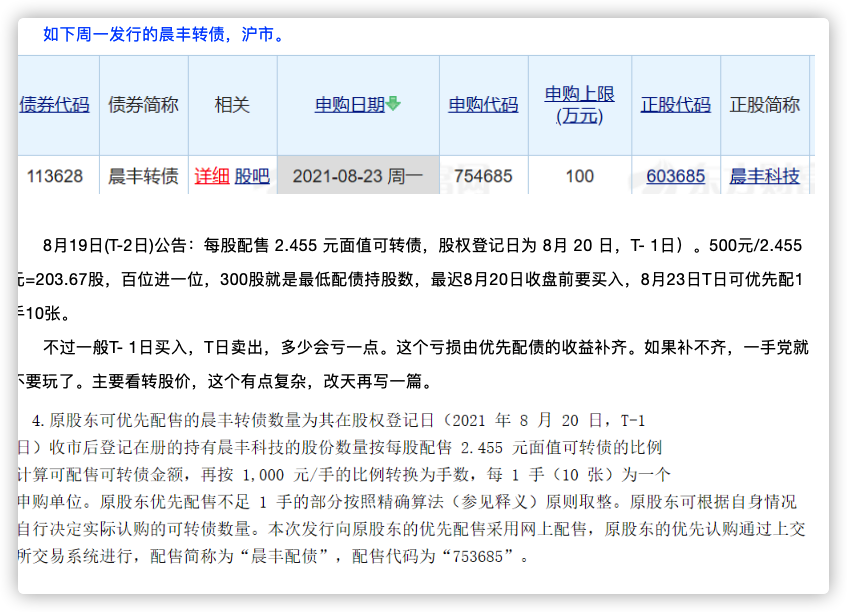 如下周一发行的晨丰转债，沪市。
债券代码 债券简称 相关 申购日期 申购代码 申购上限(万元) 正股代码 正股简称
113628 晨丰转债 详细 股吧 2021-08-23 周一 754685 100 603685 晨丰科技
8月19日(T-2日)公告：每股配售 2.455 元面值可转债，股权登记日为 8月 20 日，T- 1日）。500元/2.455
元=203.67股，百位进一位，300股就是最低配债持股数，最迟8月20日收盘前要买入，8月23日T日可优先配1
手10张。
不过一般T- 1日买入，T日卖出，多少会亏一点。这个亏损由优先配债的收益补齐。如果补不齐，一手党就
不要玩了。主要看转股价，这个有点复杂，改天再写一篇。
4.原股东可优先配售的晨丰转债数量为其在股权登记日（2021 年 8 月 20 日，T-1
日）收市后登记在册的持有晨丰科技的股份数量按每股配售 2.455 元面值可转债的比例
计算可配售可转债金额，再按 1,000 元/手的比例转换为手数，每 1 手（10 张）为一个
申购单位。原股东优先配售不足 1 手的部分按照精确算法（参见释义）原则取整。原股东可根据自身情况
自行决定实际认购的可转债数量。本次发行向原股东的优先配售采用网上配售，原股东的优先认购通过上交
所交易系统进行，配售简称为“晨丰配债”，配售代码为“753685”。